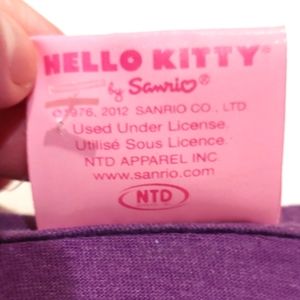 HELLO KITTY®
by Sanrio®
©1976, 2012 SANRIO CO., LTD.
Used Under License.
Utilisé Sous Licence.
NTD APPAREL INC.
www.sanrio.com
NTD